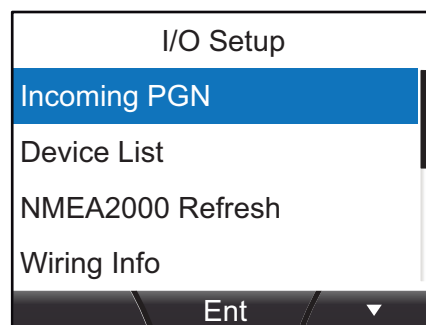 I/O Setup
Incoming PGN
Device List
NMEA2000 Refresh
Wiring Info
Ent